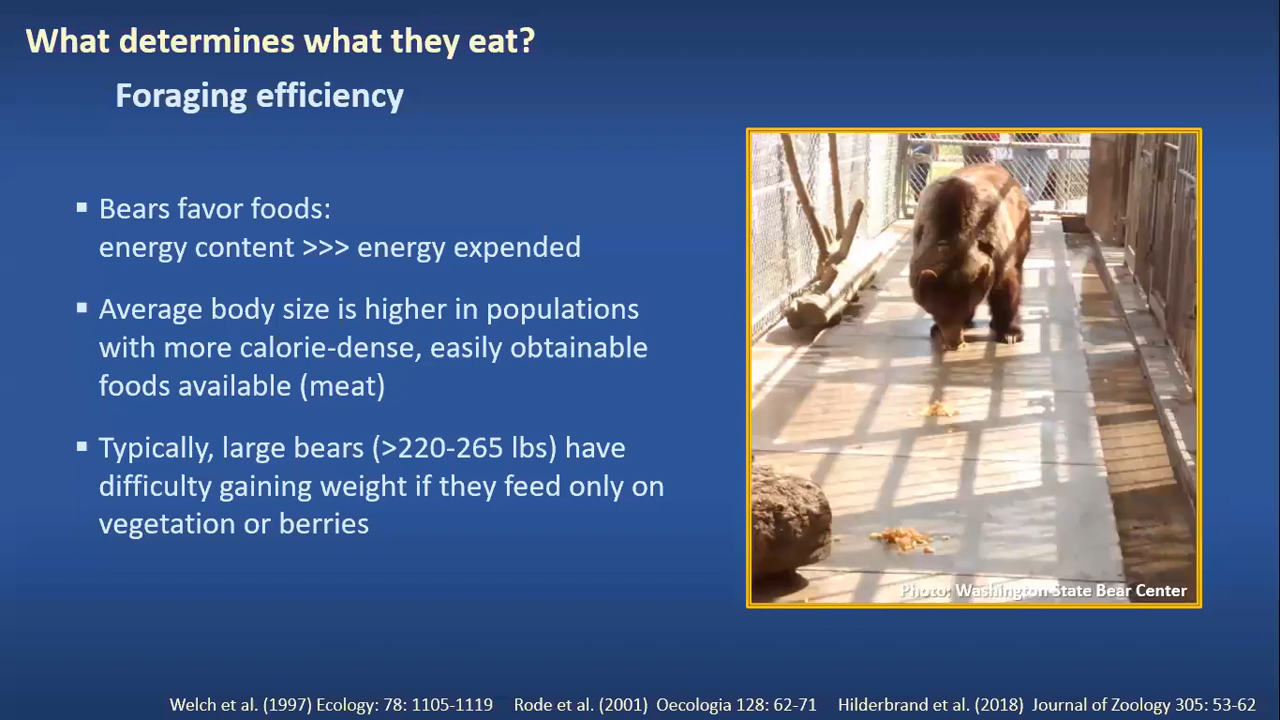 What determines what they eat?
Foraging efficiency
▪ Bears favor foods:
energy content >>> energy expended
▪ Average body size is higher in populations
with more calorie-dense, easily obtainable
foods available (meat)
▪ Typically, large bears (>220-265 lbs) have
difficulty gaining weight if they feed only on
vegetation or berries
Photo: Washington State Bear Center
Welch et al. (1997) Ecology: 78: 1105-1119 Rode et al. (2001) Oecologia 128: 62-71 Hilderbrand et al. (2018) Journal of Zoology 305: 53-62